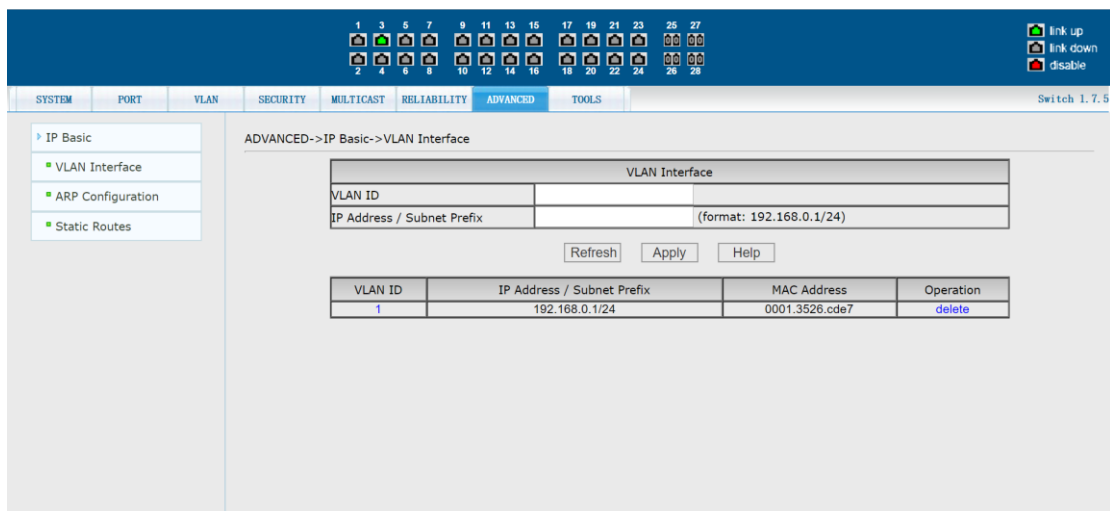 1 3 5 7 9 11 13 15 17 19 21 23 25 27
2 4 6 8 10 12 14 16 18 20 22 24 26 28
link up
link down
disable
SYSTEM PORT VLAN SECURITY MULTICAST RELIABILITY ADVANCED TOOLS Switch 1.7.5
IP Basic
VLAN Interface
ARP Configuration
Static Routes
ADVANCED->IP Basic->VLAN Interface
VLAN Interface
VLAN ID
IP Address / Subnet Prefix (format: 192.168.0.1/24)
Refresh Apply Help
VLAN ID IP Address / Subnet Prefix MAC Address Operation
1 192.168.0.1/24 0001.3526.cde7 delete